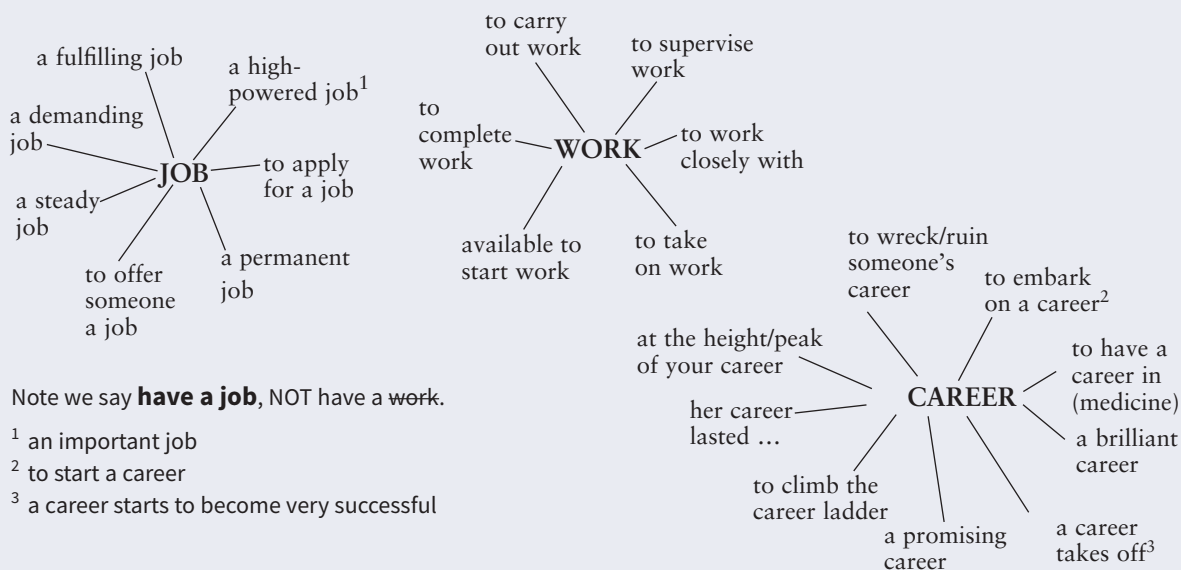 a fulfilling job
a high-
powered job¹
a demanding
job
JOB
to apply
for a job
a steady
job
to offer
someone
a job
a permanent
job
to carry
out work
to supervise
work
to
complete
work
WORK
to work
closely with
available to
start work
to take
on work
to wreck/ruin
someone's
career
to embark
on a career²
at the height/peak
of your career
to have a
career in
(medicine)
CAREER
her career
lasted …
a brilliant
career
to climb the
career ladder
a promising
career
a career
takes off³
Note we say have a job, NOT have a work.
¹ an important job
² to start a career
³ a career starts to become very successful